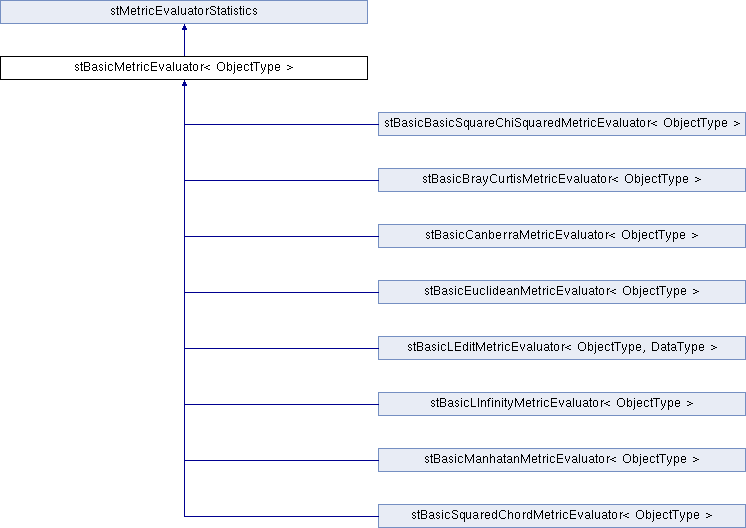 stMetricEvaluatorStatistics
stBasicMetricEvaluator< ObjectType >
stBasicBasicSquareChiSquaredMetricEvaluator< ObjectType >
stBasicBrayCurtisMetricEvaluator< ObjectType >
stBasicCanberraMetricEvaluator< ObjectType >
stBasicEuclideanMetricEvaluator< ObjectType >
stBasicLEditMetricEvaluator< ObjectType, DataType >
stBasicLInfinityMetricEvaluator< ObjectType >
stBasicManhatanMetricEvaluator< ObjectType >
stBasicSquaredChordMetricEvaluator< ObjectType >